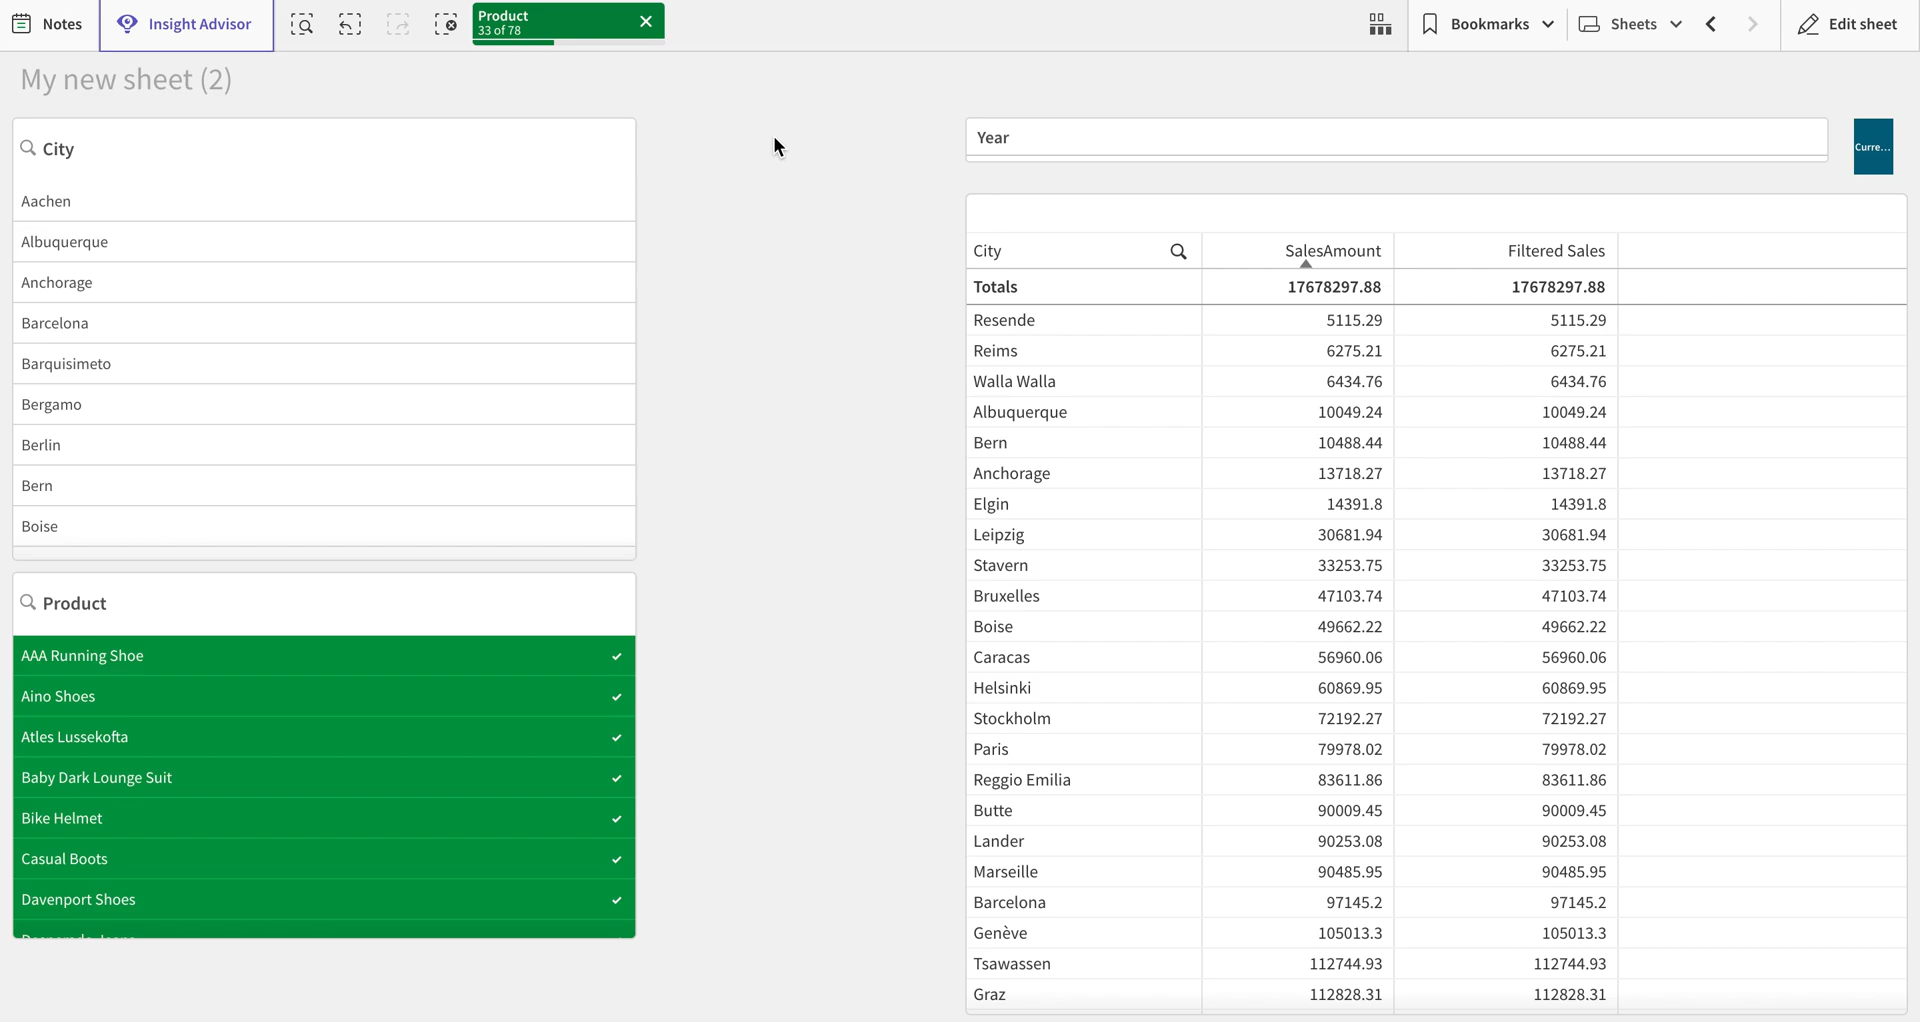 Notes
Insight Advisor
Product
33 of 78
Bookmarks
Sheets
Edit sheet
My new sheet (2)
City
Aachen
Albuquerque
Anchorage
Barcelona
Barquisimeto
Bergamo
Berlin
Bern
Boise
Product
AAA Running Shoe
Aino Shoes
Atles Lussekofta
Baby Dark Lounge Suit
Bike Helmet
Casual Boots
Davenport Shoes
Year
Curre...
City SalesAmount Filtered Sales
Totals 17678297.88 17678297.88
Resende 5115.29 5115.29
Reims 6275.21 6275.21
Walla Walla 6434.76 6434.76
Albuquerque 10049.24 10049.24
Bern 10488.44 10488.44
Anchorage 13718.27 13718.27
Elgin 14391.8 14391.8
Leipzig 30681.94 30681.94
Stavern 33253.75 33253.75
Bruxelles 47103.74 47103.74
Boise 49662.22 49662.22
Caracas 56960.06 56960.06
Helsinki 60869.95 60869.95
Stockholm 72192.27 72192.27
Paris 79978.02 79978.02
Reggio Emilia 83611.86 83611.86
Butte 90009.45 90009.45
Lander 90253.08 90253.08
Marseille 90485.95 90485.95
Barcelona 97145.2 97145.2
Genève 105013.3 105013.3
Tsawassen 112744.93 112744.93
Graz 112828.31 112828.31